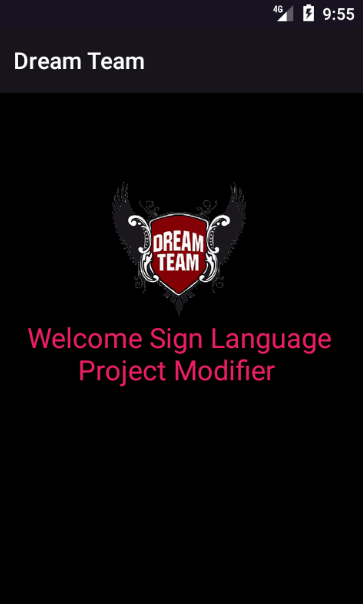 4G 9:55
Dream Team
DREAM
TEAM
Welcome Sign Language
Project Modifier